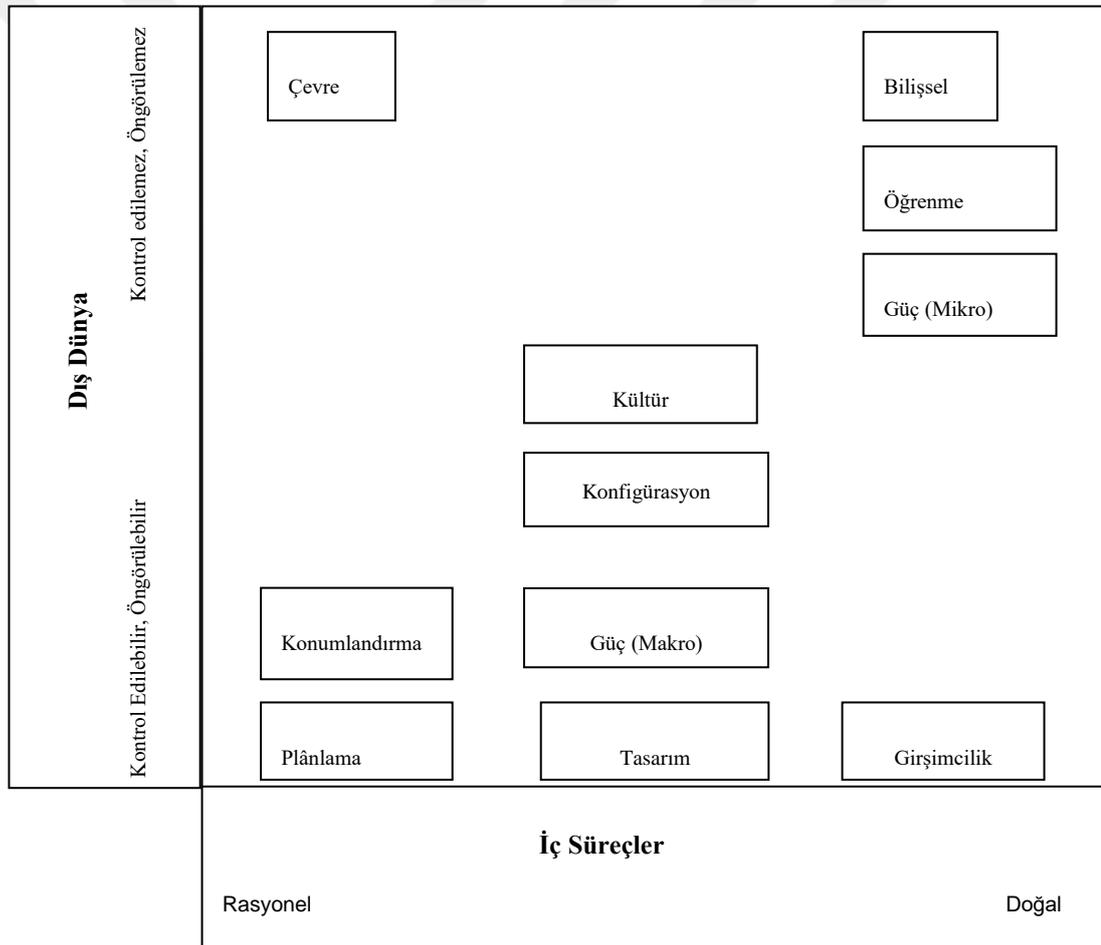 Dış Dünya
Kontrol edilemez, Öngörülemez
Kontrol Edilebilir, Öngörülebilir
Çevre
Bilişsel
Öğrenme
Güç (Mikro)
Kültür
Konfigürasyon
Konumlandırma
Güç (Makro)
Plânlama
Tasarım
Girşimcilik
İç Süreçler
Rasyonel
Doğal